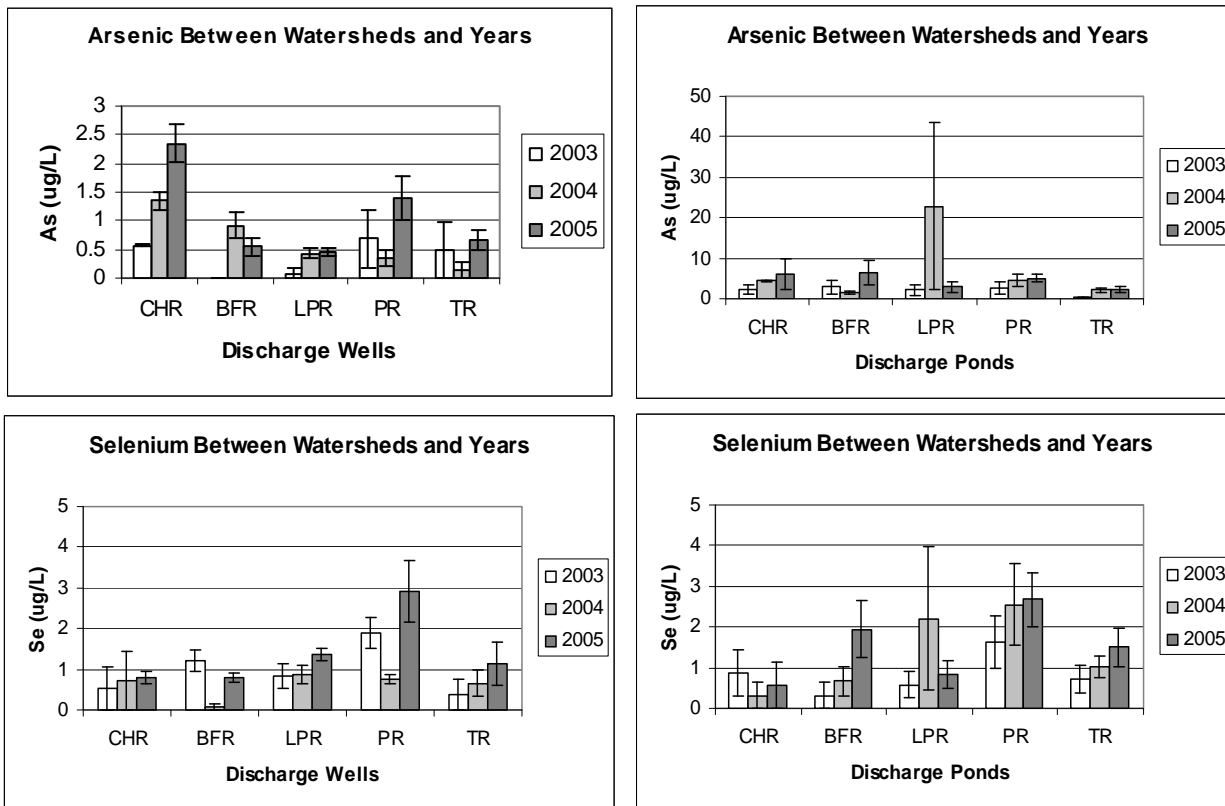 Arsenic Between Watersheds and Years
As (ug/L)
3
2.5
2
1.5
1
0.5
0
CHR BFR LPR PR TR
Discharge Wells
2003
2004
2005
Arsenic Between Watersheds and Years
As (ug/L)
50
40
30
20
10
0
CHR BFR LPR PR TR
Discharge Ponds
2003
2004
2005
Selenium Between Watersheds and Years
Se (ug/L)
5
4
3
2
1
0
CHR BFR LPR PR TR
Discharge Wells
2003
2004
2005
Selenium Between Watersheds and Years
Se (ug/L)
5
4
3
2
1
0
CHR BFR LPR PR TR
Discharge Ponds
2003
2004
2005